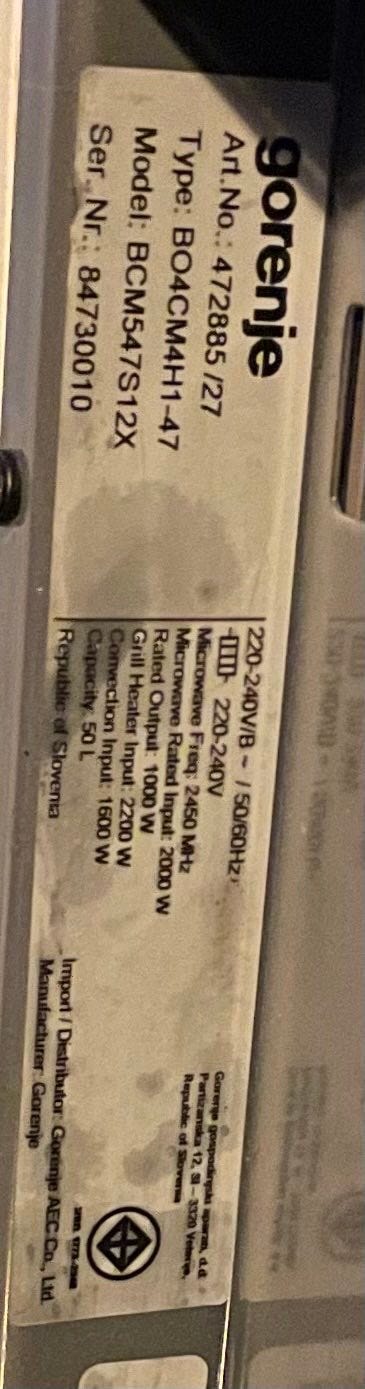 gorenje
Art.No.: 472885 /27
Type: BO4CM4H1-47
Model: BCM547S12X
Ser. Nr.: 84730010
220-240V/B ~ / 50/60Hz
220-240V
Microwave Freq: 2450 MHz
Microwave Rated Input: 2000 W
Rated Output: 1000 W
Grill Heater Input: 2200 W
Convection Input: 1600 W
Capacity: 50 L
Republic of Slovenia
Gorenje gospodinjski aparati, d.d.
Partizanska 12, SI – 3320 Velenje,
Republic of Slovenia
Import / Distributor: Gorenje AEC Co., Ltd.
Manufacturer: Gorenje